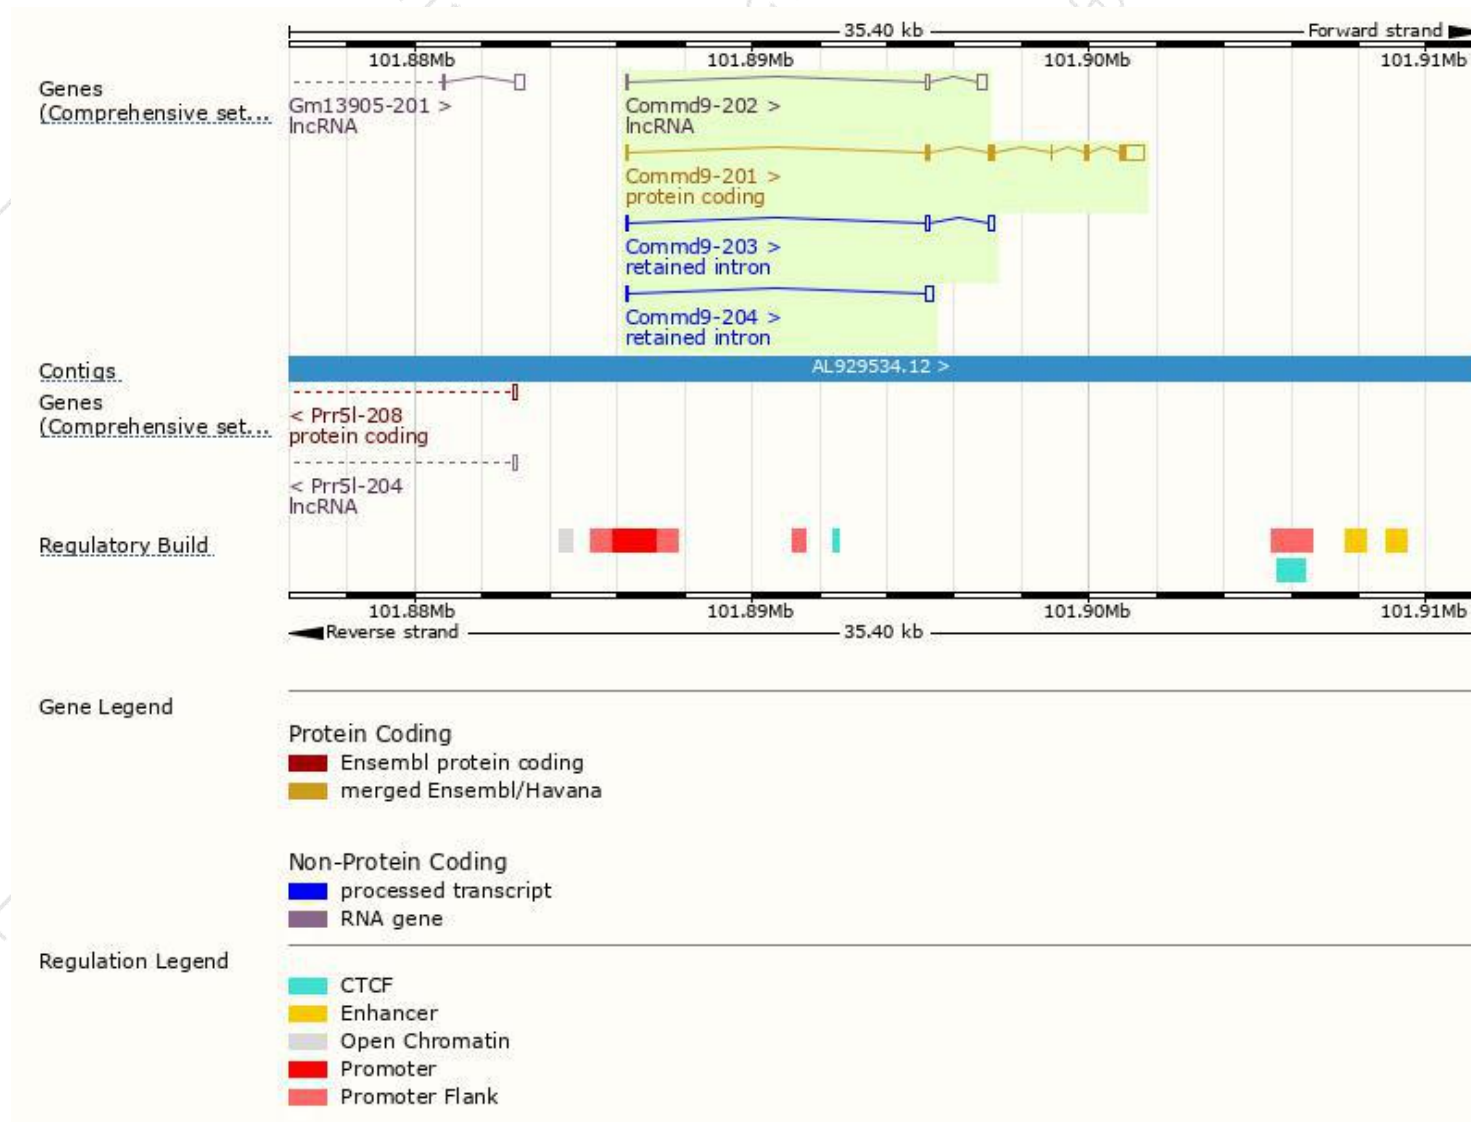 35.40 kb
Forward strand
101.88Mb 101.89Mb 101.90Mb 101.91Mb
Genes
(Comprehensive set...
Gm13905-201 >
lncRNA
Commd9-202 >
lncRNA
Commd9-201 >
protein coding
Commd9-203 >
retained intron
Commd9-204 >
retained intron
Contigs
AL929534.12 >
Genes
(Comprehensive set...
< Prr5l-208
protein coding
< Prr5l-204
lncRNA
Regulatory Build
101.88Mb 101.89Mb 101.90Mb 101.91Mb
Reverse strand
35.40 kb
Gene Legend
Protein Coding
Ensembl protein coding
merged Ensembl/Havana
Non-Protein Coding
processed transcript
RNA gene
Regulation Legend
CTCF
Enhancer
Open Chromatin
Promoter
Promoter Flank